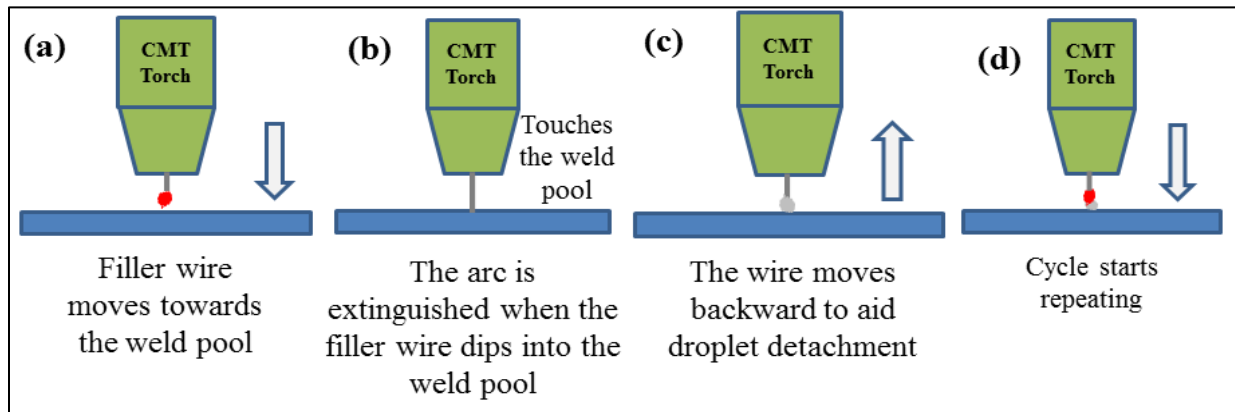 (a)
CMT
Torch
Filler wire
moves towards
the weld pool
(b)
CMT
Torch
Touches
the weld
pool
The arc is
extinguished when the
filler wire dips into the
weld pool
(c)
CMT
Torch
The wire moves
backward to aid
droplet detachment
(d)
CMT
Torch
Cycle starts
repeating